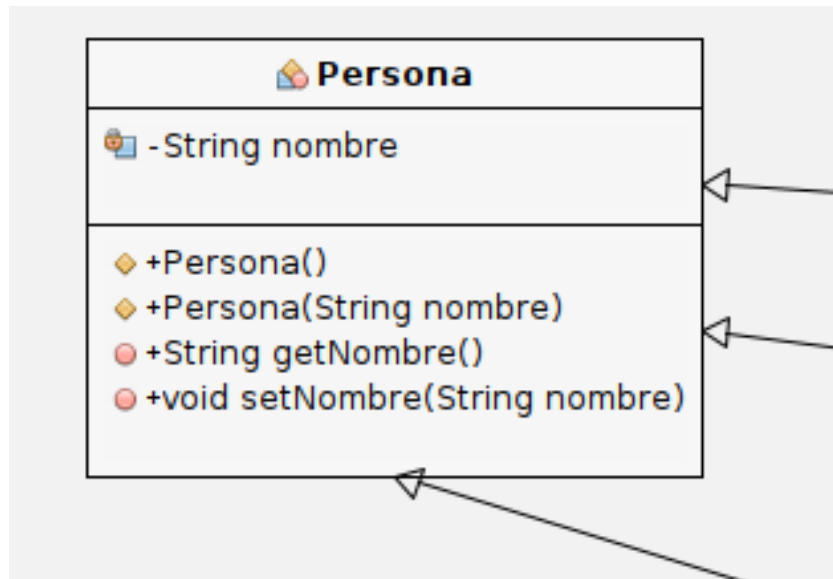 Persona
-String nombre
+Persona()
+Persona(String nombre)
+String getNombre()
+void setNombre(String nombre)